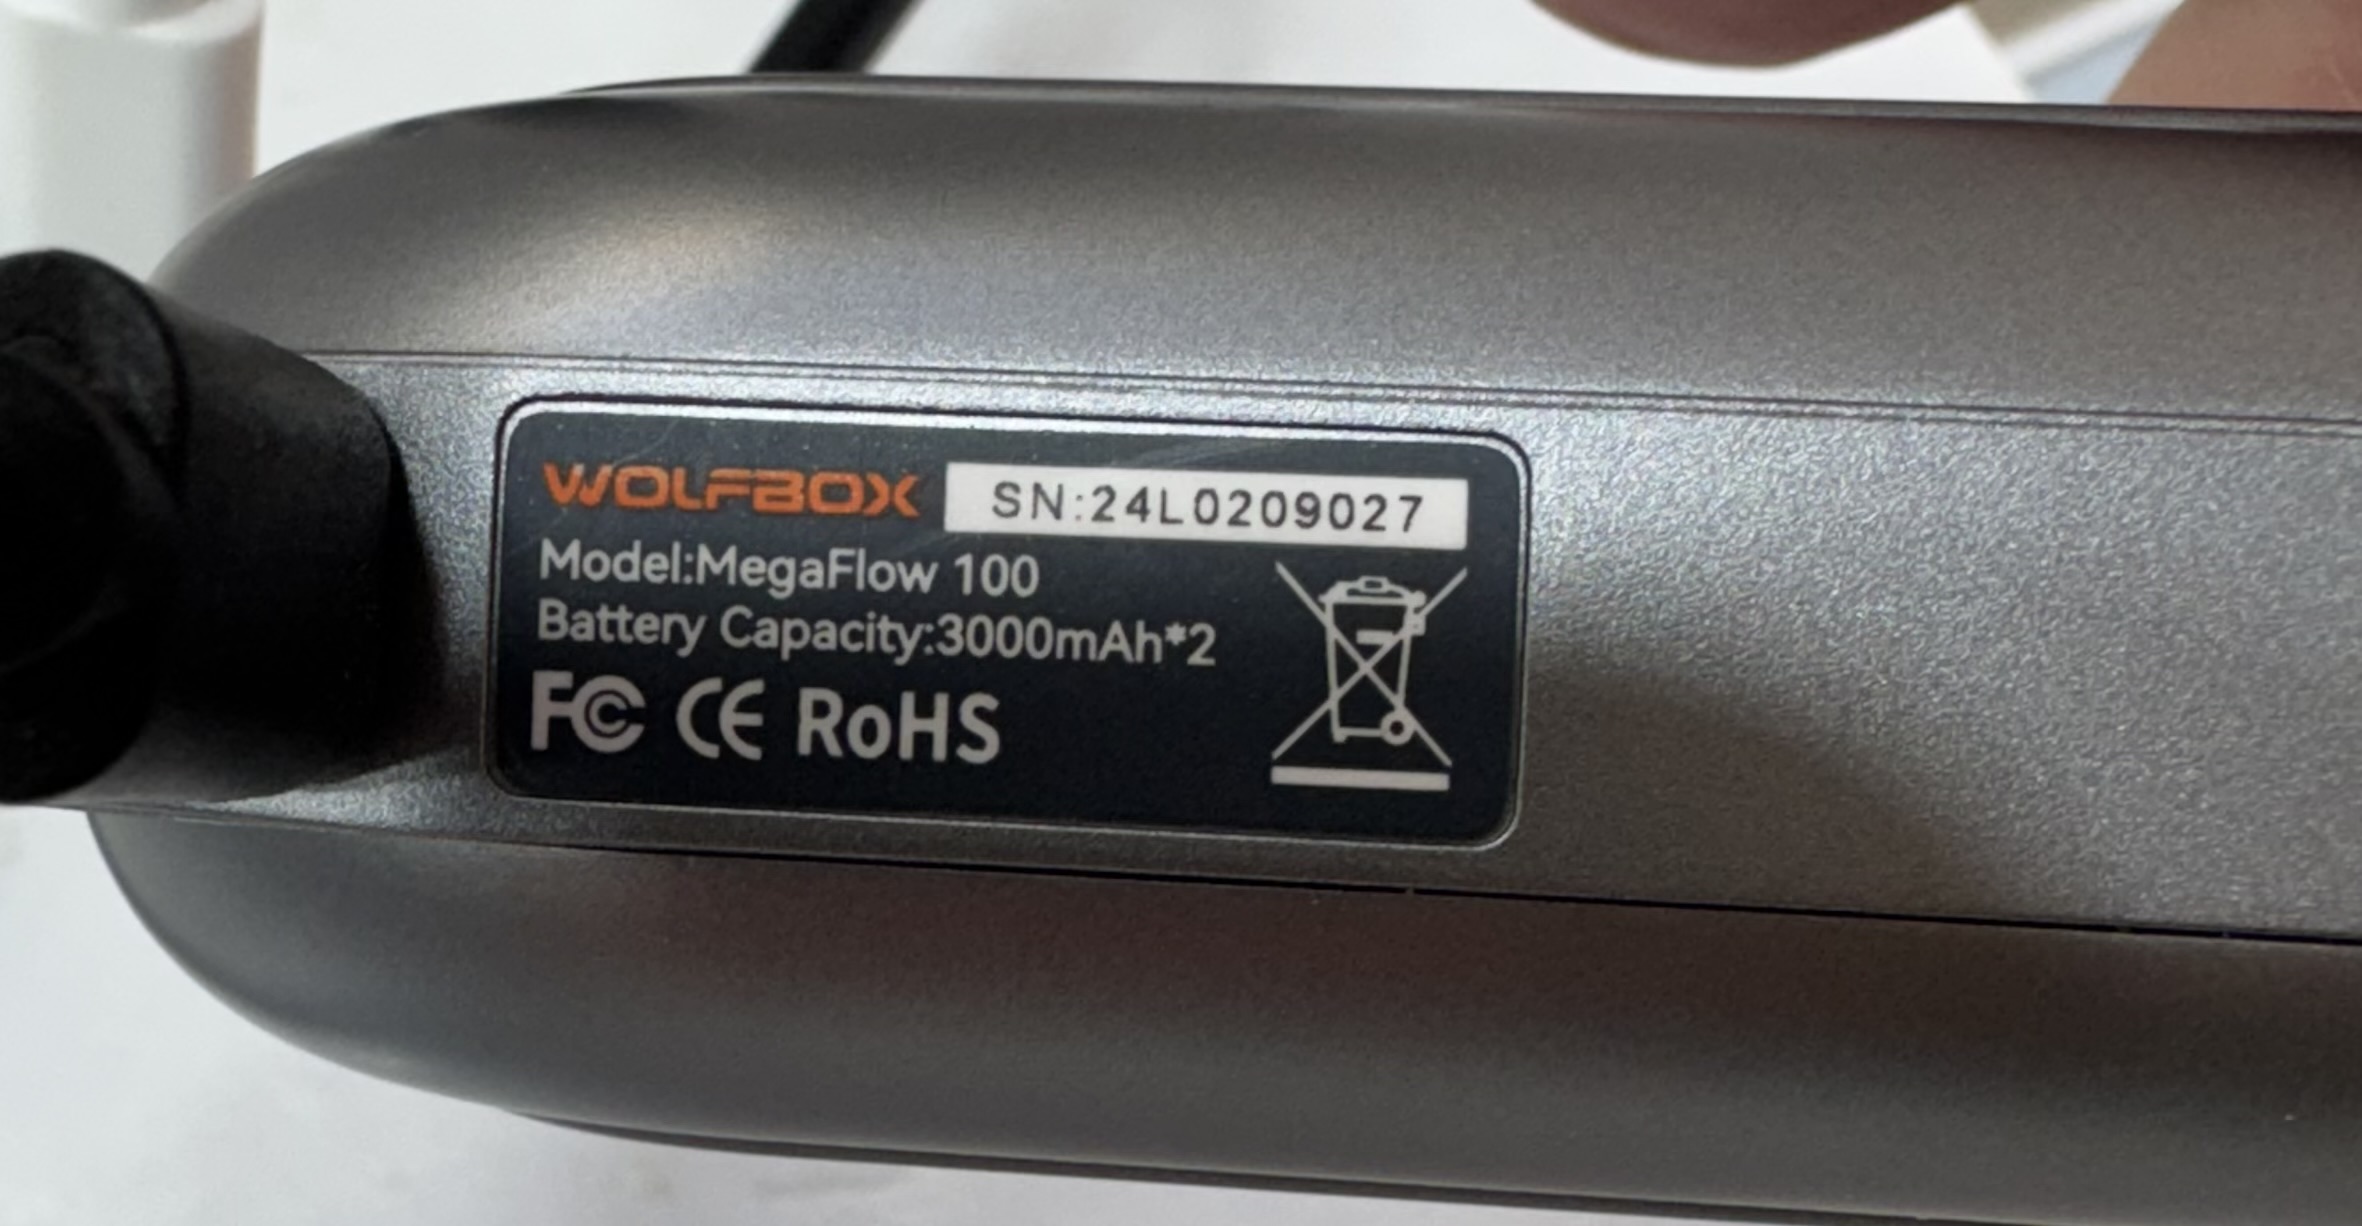 WOLFBOX SN:24L0209027
Model:MegaFlow 100
Battery Capacity:3000mAh*2
FC CE RoHS